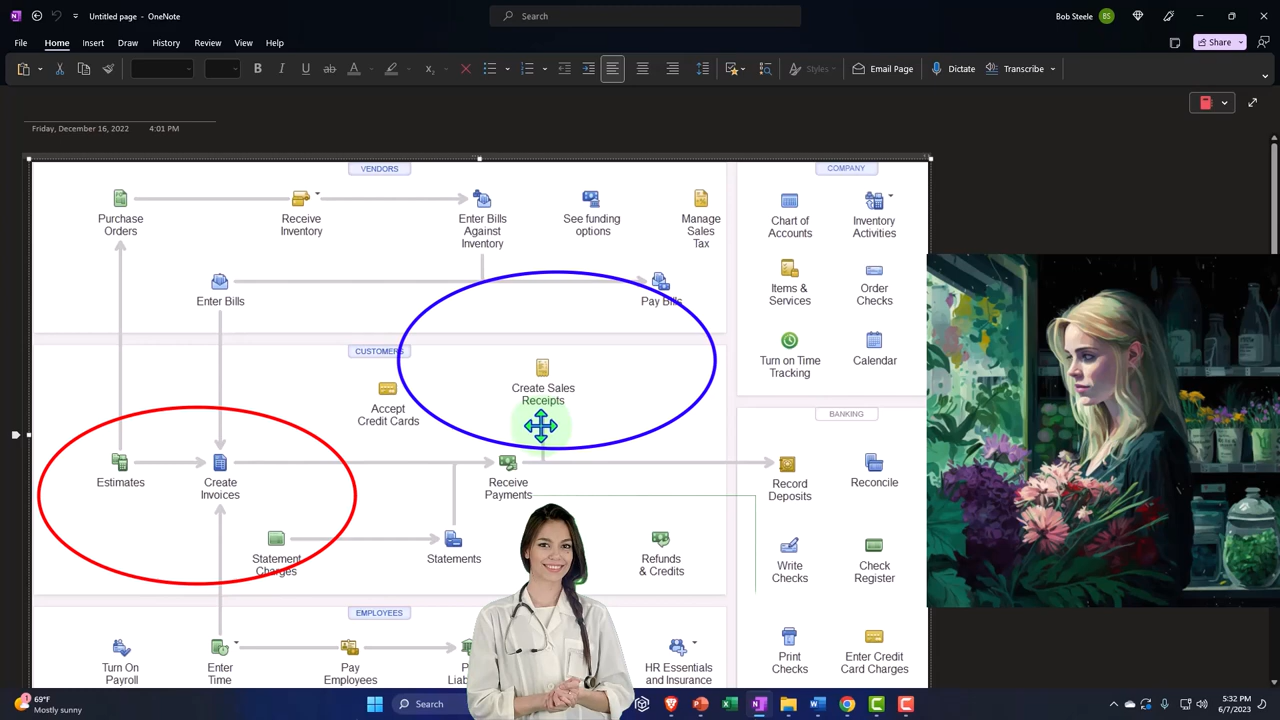 Untitled page - OneNote
Search
Bob Steele
BS
File
Home
Insert
Draw
History
Review
View
Help
Share
B
I
U
ab
A
Styles
Email Page
Dictate
Transcribe
Friday, December 16, 2022
4:01 PM
VENDORS
COMPANY
Purchase
Orders
Receive
Inventory
Enter Bills
Against
Inventory
See funding
options
Manage
Sales
Tax
Chart of
Accounts
Inventory
Activities
Enter Bills
Pay Bills
Items &
Services
Order
Checks
CUSTOMERS
Turn on Time
Tracking
Calendar
Create Sales
Receipts
Accept
Credit Cards
BANKING
Estimates
Create
Invoices
Receive
Payments
Record
Deposits
Reconcile
Statement
Charges
Statements
Refunds
& Credits
Write
Checks
Check
Register
EMPLOYEES
Turn On
Payroll
Enter
Time
Pay
Employees
HR Essentials
and Insurance
Print
Checks
Enter Credit
Card Charges
69°F
Mostly sunny
Search
5:32 PM
6/7/2023